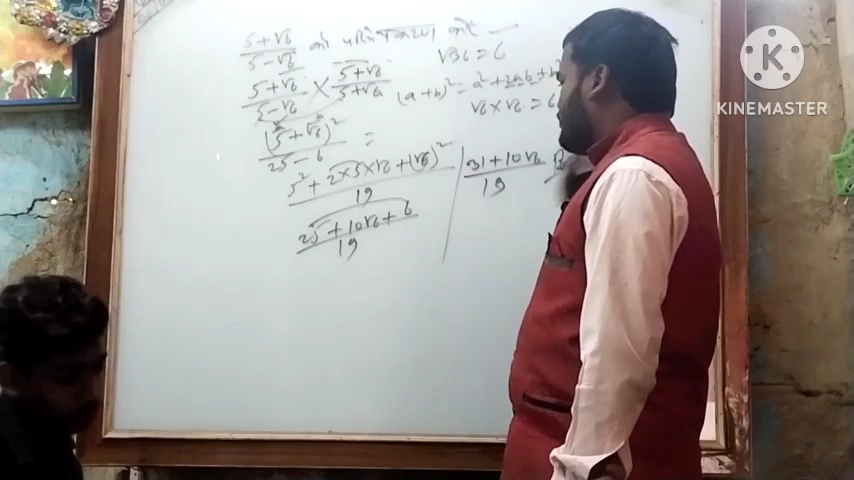 5+√6 / 5-√6 को परिमेयकरण करें
√36 = 6
5+√6 / 5-√6 × 5+√6 / 5+√6
(a+b)² = a² + 2ab + b²
√6 × √6 = 6
(5+√6)² / 25-6 =
5² + 2×5×√6 + (√6)² / 19
31+10√6 / 19
25+10√6+6 / 19
K
KINEMASTER